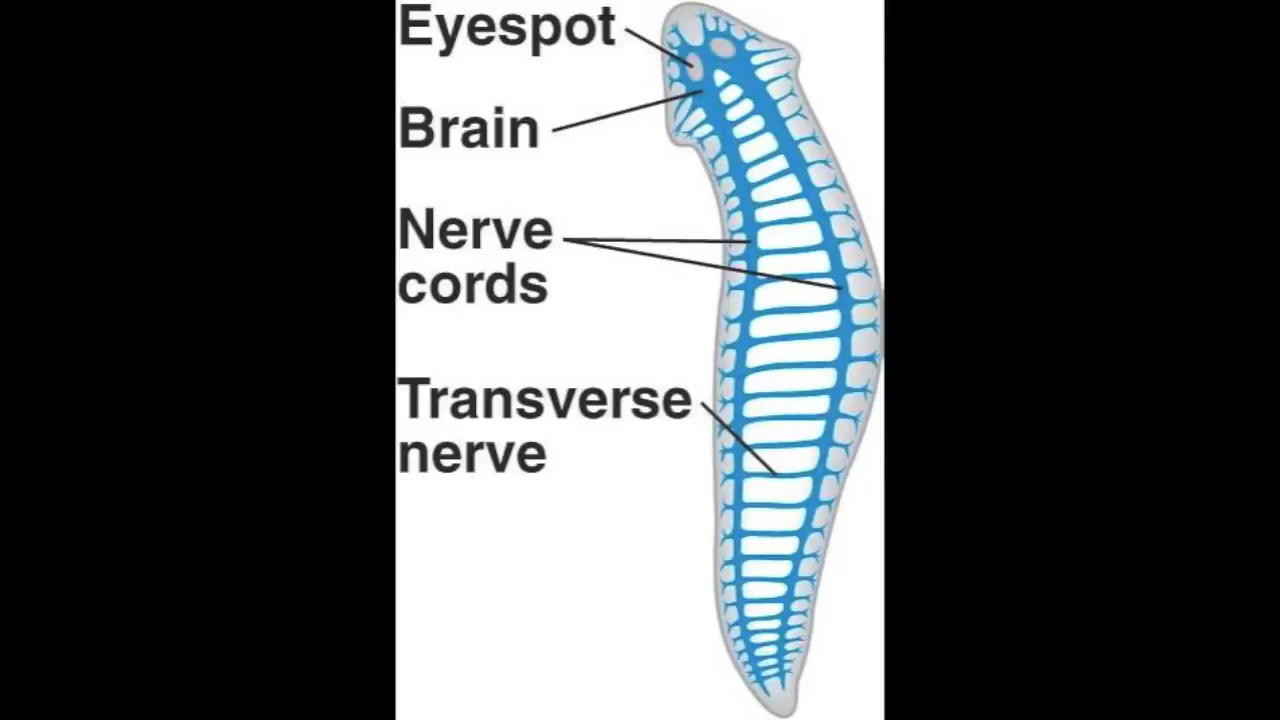 Eyespot
Brain
Nerve
cords
Transverse
nerve